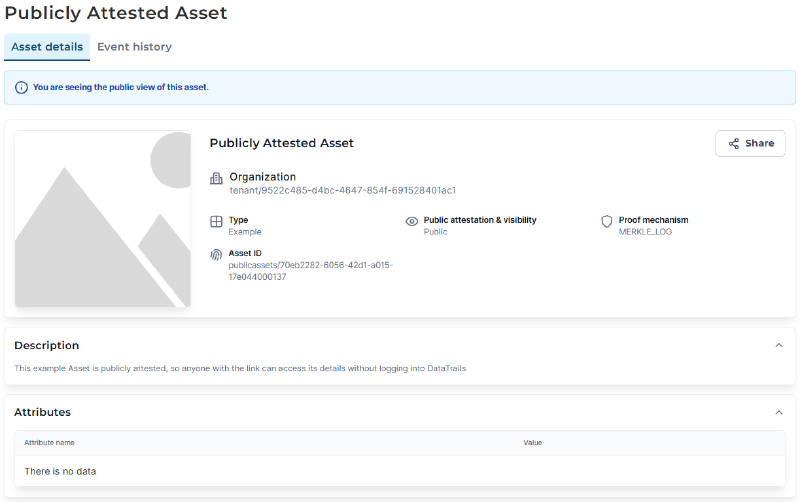 Publicly Attested Asset
Asset details
Event history
You are seeing the public view of this asset.
Publicly Attested Asset
Share
Organization
tenant/9522c485-d4bc-4647-854f-691528401ac1
Type
Example
Public attestation & visibility
Public
Proof mechanism
MERKLE_LOG
Asset ID
publicassets/70eb2282-6056-42d1-a015-
17e044000137
Description
This example Asset is publicly attested, so anyone with the link can access its details without logging into DataTrails
Attributes
Attribute name
Value
There is no data